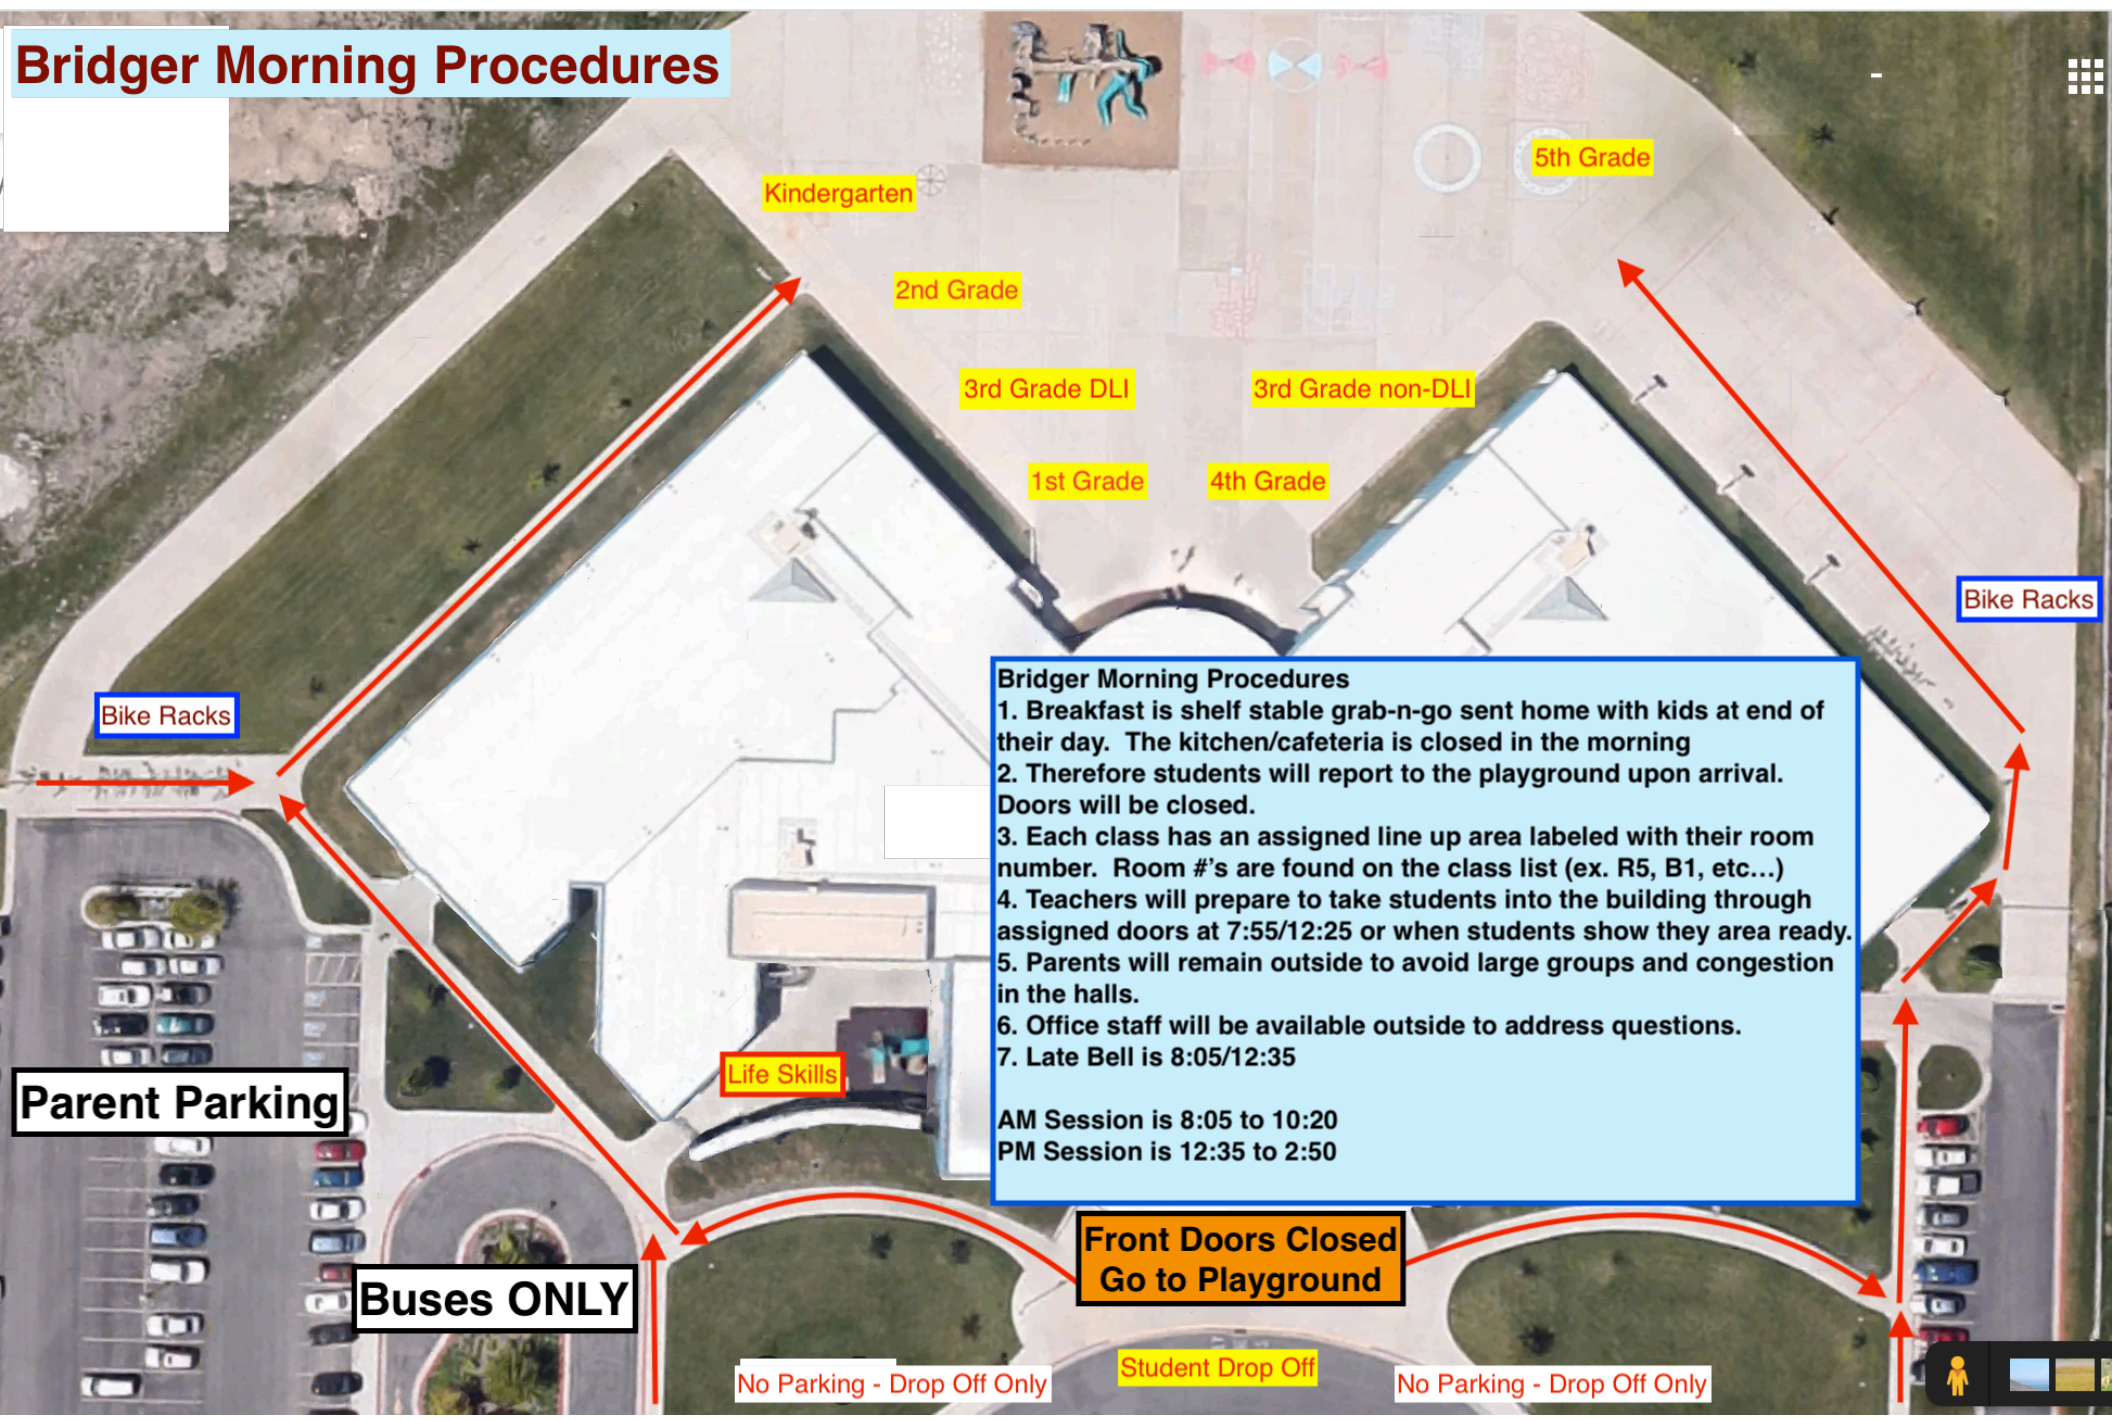 Bridger Morning Procedures
5th Grade
Kindergarten
2nd Grade
3rd Grade DLI
3rd Grade non-DLI
1st Grade
4th Grade
Bike Racks
Bike Racks
Bridger Morning Procedures
1. Breakfast is shelf stable grab-n-go sent home with kids at end of
their day.  The kitchen/cafeteria is closed in the morning
2. Therefore students will report to the playground upon arrival.
Doors will be closed.
3. Each class has an assigned line up area labeled with their room
number.  Room #'s are found on the class list (ex. R5, B1, etc...)
4. Teachers will prepare to take students into the building through
assigned doors at 7:55/12:25 or when students show they area ready.
5. Parents will remain outside to avoid large groups and congestion
in the halls.
6. Office staff will be available outside to address questions.
7. Late Bell is 8:05/12:35
AM Session is 8:05 to 10:20
PM Session is 12:35 to 2:50
Life Skills
Parent Parking
Front Doors Closed
Go to Playground
Buses ONLY
Student Drop Off
No Parking - Drop Off Only
No Parking - Drop Off Only